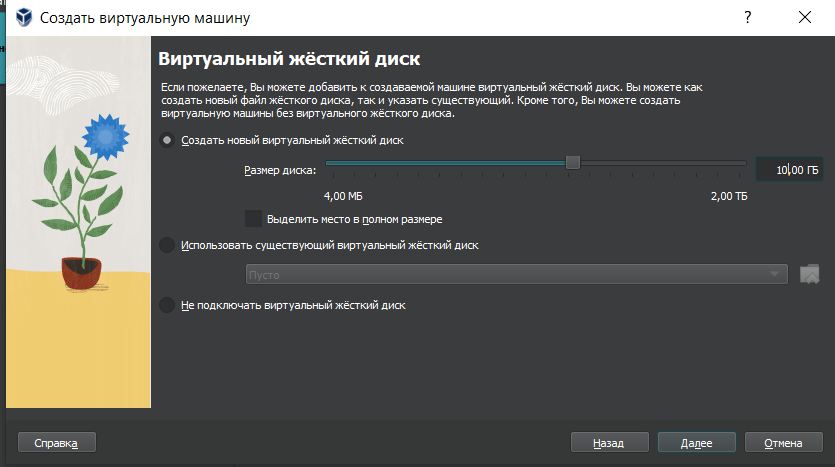 Создать виртуальную машину
?
Виртуальный жёсткий диск
Если пожелаете, Вы можете добавить к создаваемой машине виртуальный жёсткий диск. Вы можете как
создать новый файл жёсткого диска, так и указать существующий. Кроме того, Вы можете создать
виртуальную машины без виртуального жёсткого диска.
Создать новый виртуальный жёсткий диск
Размер диска:
10,00 ГБ
4,00 МБ
2,00 ТБ
Выделить место в полном размере
Использовать существующий виртуальный жёсткий диск
Пусто
Не подключать виртуальный жёсткий диск
Справка
Назад
Далее
Отмена